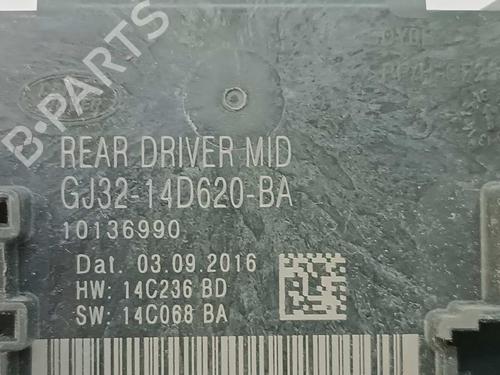 B-PARTS
REAR DRIVER MID
GJ32-14D620-BA
10136990
Dat. 03.09.2016
HW: 14C236 BD
SW: 14C068 BA